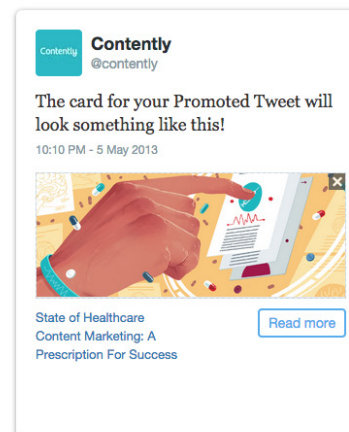 Contently
Contently
@contently
The card for your Promoted Tweet will
look something like this!
10:10 PM - 5 May 2013
State of Healthcare
Content Marketing: A
Prescription For Success
Read more